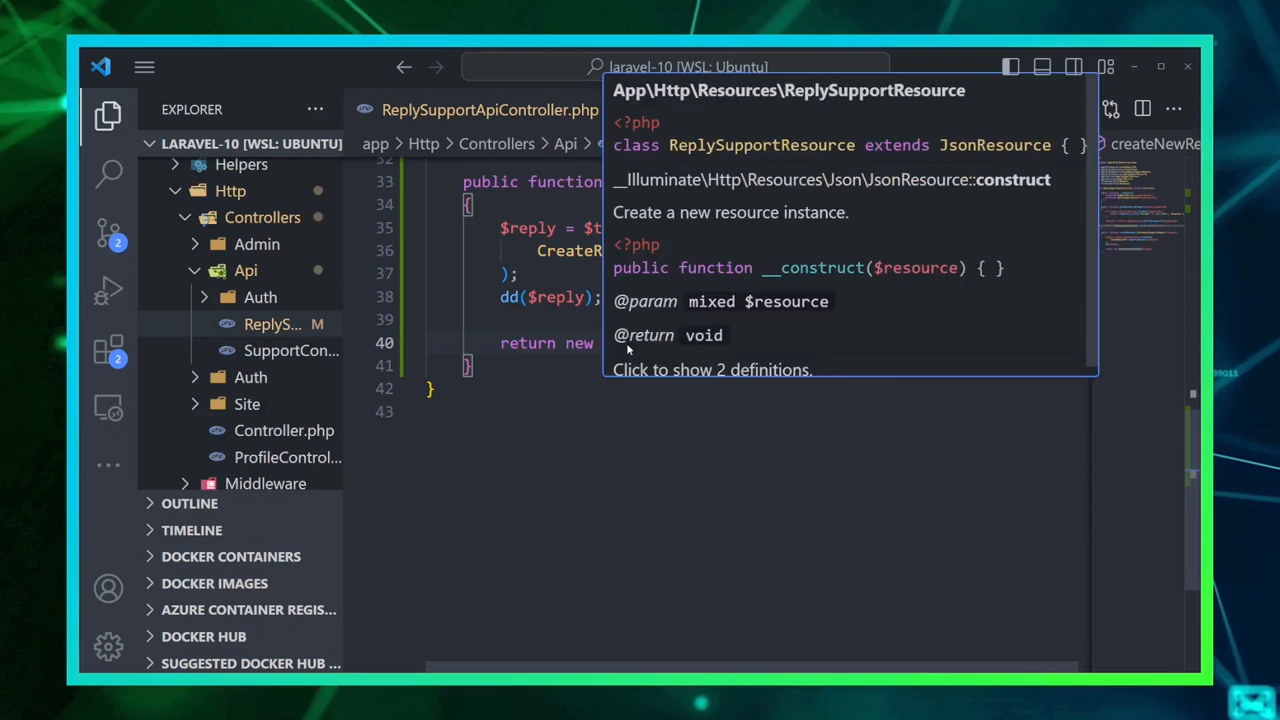 laravel-10 [WSL: Ubuntu]
EXPLORER
LARAVEL-10 [WSL: UBUNTU]
Helpers
Http
Controllers
Admin
Api
Auth
ReplyS... M
SupportCon...
Auth
Site
Controller.php
ProfileControl...
Middleware
OUTLINE
TIMELINE
DOCKER CONTAINERS
DOCKER IMAGES
AZURE CONTAINER REGIS...
DOCKER HUB
SUGGESTED DOCKER HUB ...
2
2
ReplySupportApiController.php
app > Http > Controllers > Api >
createNewRe
32
33 public function
34 {
35 $reply = $t
36 CreateR
37 );
38 dd($reply);
39
40 return new
41 }
42 }
43
App\Http\Resources\ReplySupportResource
<?php
class ReplySupportResource extends JsonResource { }
__Illuminate\Http\Resources\Json\JsonResource::construct
Create a new resource instance.
<?php
public function __construct($resource) { }
@param mixed $resource
@return void
Click to show 2 definitions.